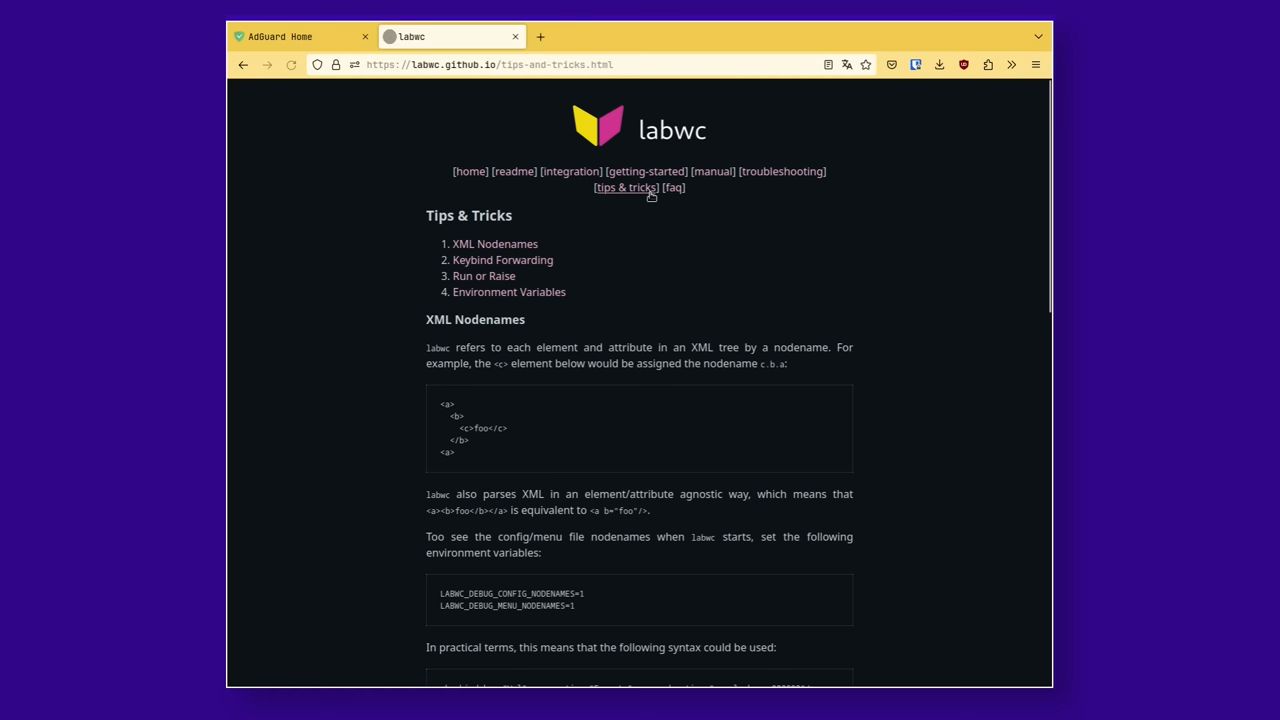 AdGuard Home
labwc
https://labwc.github.io/tips-and-tricks.html
labwc
[home] [readme] [integration] [getting-started] [manual] [troubleshooting]
[tips & tricks] [faq]
Tips & Tricks
1. XML Nodenames
2. Keybind Forwarding
3. Run or Raise
4. Environment Variables
XML Nodenames
labwc refers to each element and attribute in an XML tree by a nodename. For
example, the <c> element below would be assigned the nodename c.b.a:
<a>
<b>
<c>foo</c>
</b>
<a>
labwc also parses XML in an element/attribute agnostic way, which means that
<a><b>foo</b></a> is equivalent to <a b="foo"/>.
Too see the config/menu file nodenames when labwc starts, set the following
environment variables:
LABWC_DEBUG_CONFIG_NODENAMES=1
LABWC_DEBUG_MENU_NODENAMES=1
In practical terms, this means that the following syntax could be used: